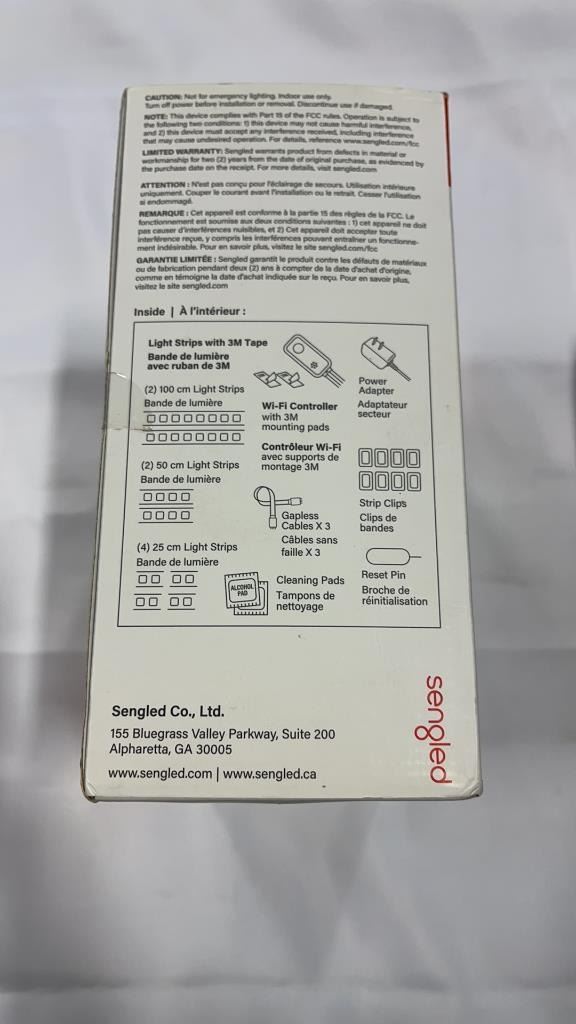 CAUTION: Not for emergency lighting. Indoor use only.
Turn off power before installation or removal. Discontinue use if damaged.
NOTE: This device complies with Part 15 of the FCC rules. Operation is subject to
the following two conditions: 1) this device may not cause harmful interference,
and 2) this device must accept any interference received, including interference
that may cause undesired operation. For details, reference www.sengled.com/fcc
LIMITED WARRANTY: Sengled warrants product from defects in material or
workmanship for two (2) years from the date of original purchase, as evidenced by
the purchase date on the receipt. For more details, visit sengled.com
ATTENTION : N'est pas conçu pour l'éclairage de secours. Utilisation intérieure
uniquement. Couper le courant avant l'installation ou le retrait. Cesser l'utilisation
si endommagé.
REMARQUE : Cet appareil est conforme à la partie 15 des règles de la FCC. Le
fonctionnement est soumise aux deux conditions suivantes : 1) cet appareil ne doit
pas causer d'interférences nuisibles, et 2) Cet appareil doit accepter toute
interférence reçue, y compris les interférences pouvant entraîner un fonctionne-
ment indésirable. Pour en savoir plus, visitez le site sengled.com/fcc
GARANTIE LIMITÉE : Sengled garantit le produit contre les défauts de matériaux
ou de fabrication pendant deux (2) ans à compter de la date d'achat d'origine,
comme en témoigne la date d'achat indiquée sur le reçu. Pour en savoir plus,
visitez le site sengled.com
Inside | À l'intérieur :
Light Strips with 3M Tape
Bande de lumière
avec ruban de 3M
(2) 100 cm Light Strips
Bande de lumière
(2) 50 cm Light Strips
Bande de lumière
(4) 25 cm Light Strips
Bande de lumière
Wi-Fi Controller
with 3M
mounting pads
Contrôleur Wi-Fi
avec supports de
montage 3M
Gapless
Cables X 3
Câbles sans
faille X 3
ALCOHOL
PAD
Cleaning Pads
Tampons de
nettoyage
Power
Adapter
Adaptateur
secteur
Strip Clips
Clips de
bandes
Reset Pin
Broche de
réinitialisation
Sengled Co., Ltd.
155 Bluegrass Valley Parkway, Suite 200
Alpharetta, GA 30005
www.sengled.com | www.sengled.ca
sengled